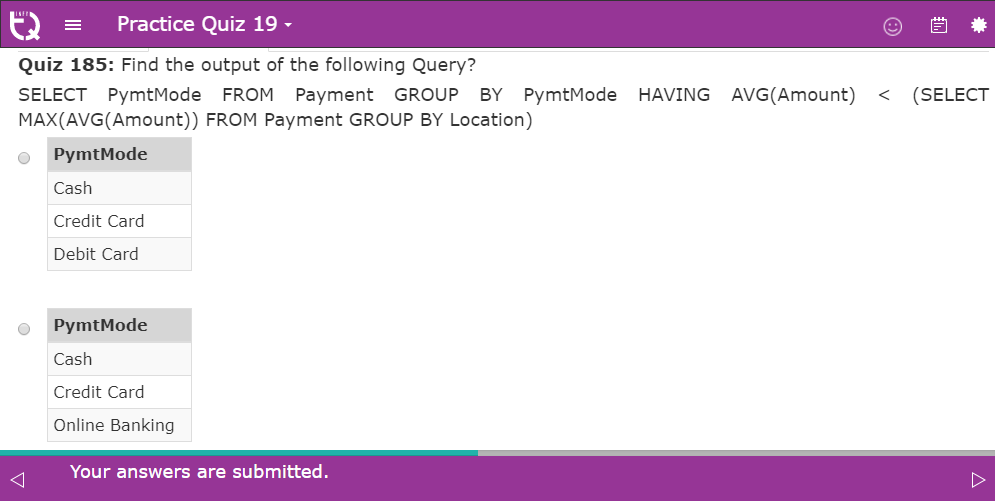 INFY
TQ
Practice Quiz 19
Quiz 185: Find the output of the following Query?
SELECT PymtMode FROM Payment GROUP BY PymtMode HAVING AVG(Amount) < (SELECT
MAX(AVG(Amount)) FROM Payment GROUP BY Location)
PymtMode
Cash
Credit Card
Debit Card
PymtMode
Cash
Credit Card
Online Banking
Your answers are submitted.